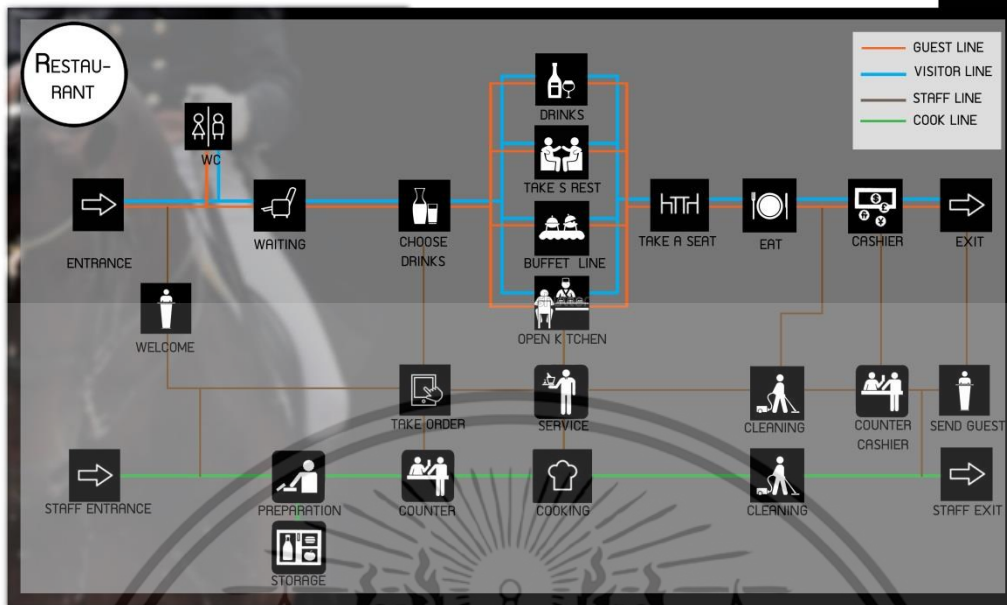 RESTAU-
RANT
GUEST LINE
VISITOR LINE
STAFF LINE
COOK LINE
DRINKS
WC
TAKE S REST
ENTRANCE
WAITING
CHOOSE
DRINKS
BUFFET LINE
TAKE A SEAT
EAT
CASHIER
EXIT
OPEN KITCHEN
WELCOME
TAKE ORDER
SERVICE
CLEANING
COUNTER
CASHIER
SEND GUEST
STAFF ENTRANCE
PREPARATION
COUNTER
COOKING
CLEANING
STAFF EXIT
STORAGE